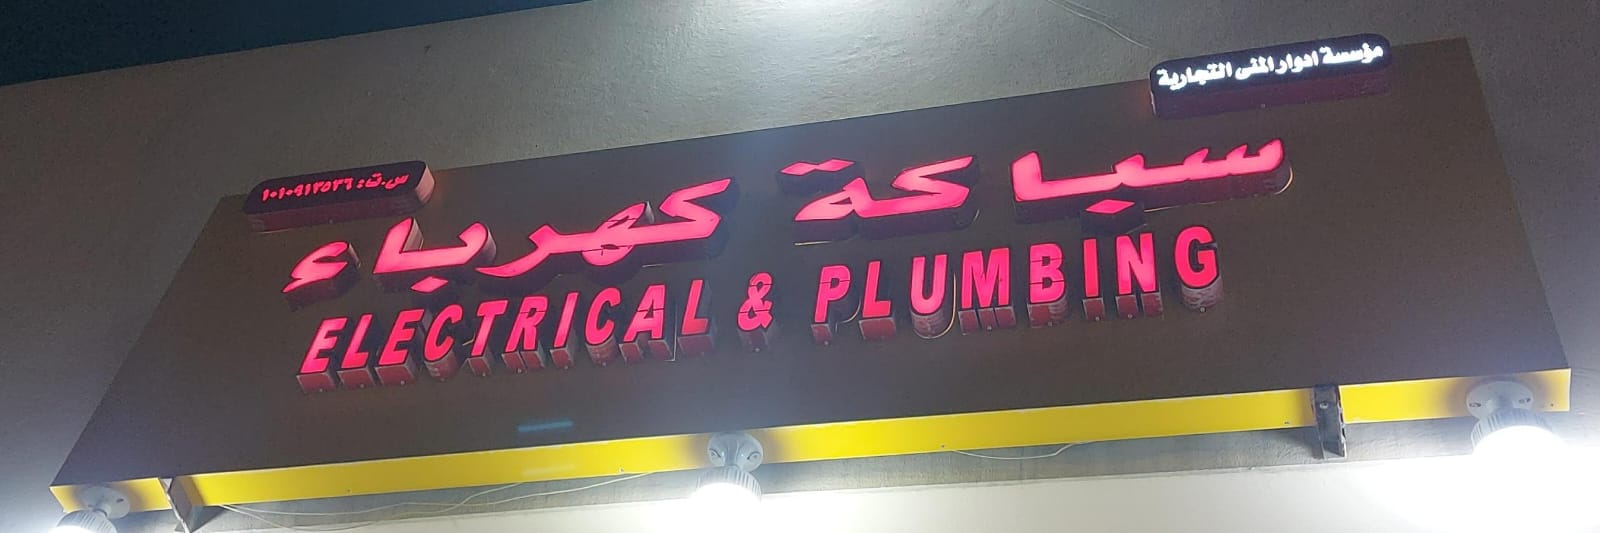 مؤسسة ادوار المنى التجارية
س.ت: ١٠١٠٩١٢٥٣٦
سباكة كهرباء
ELECTRICAL & PLUMBING